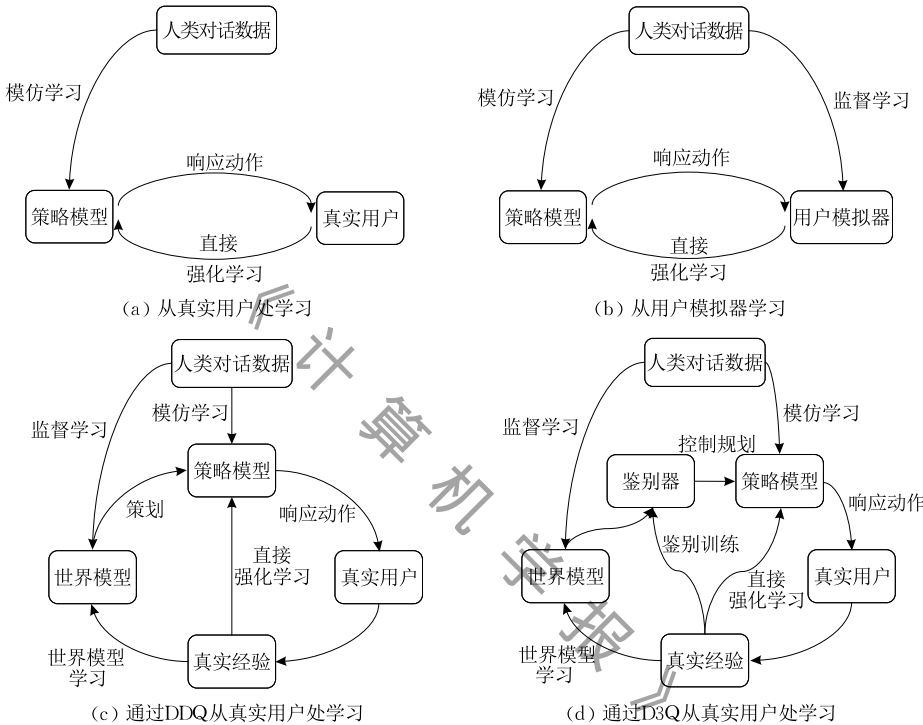 人类对话数据
模仿学习
响应动作
策略模型
真实用户
直接
强化学习
(a) 从真实用户处学习
人类对话数据
模仿学习
监督学习
响应动作
策略模型
用户模拟器
直接
强化学习
(b) 从用户模拟器学习
人类对话数据
模仿学习
监督学习
策略模型
策划
响应动作
直接
强化学习
世界模型
真实用户
世界模型
学习
真实经验
(c) 通过DDQ从真实用户处学习
人类对话数据
模仿学习
监督学习
控制规划
鉴别器
策略模型
响应动作
鉴别训练
世界模型
直接
强化学习
真实用户
世界模型
学习
真实经验
(d) 通过D3Q从真实用户处学习
《计算机学报》